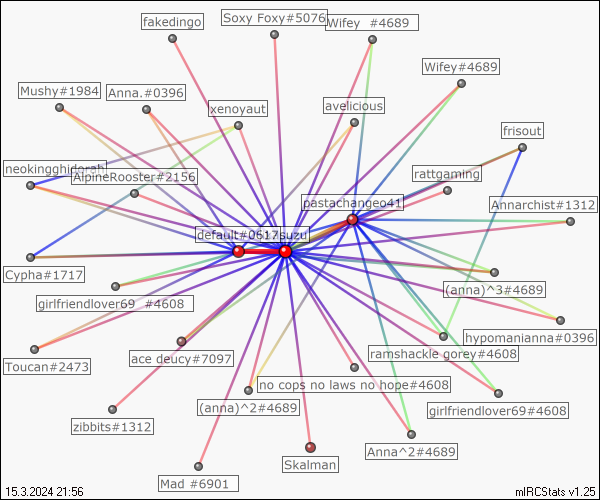 fakedingo
Soxy Foxy#5076
Wifey  #4689
Wifey#4689
Mushy#1984
Anna.#0396
xenoyaut
avelicious
frisout
neokingghidorah
AlpineRooster#2156
rattgaming
pastachangeo41
Annarchist#1312
default#0617
suzu
Cypha#1717
(anna)^3#4689
girlfriendlover69  #4608
hypomanianna#0396
ramshackle gorey#4608
Toucan#2473
ace deucy#7097
no cops no laws no hope#4608
(anna)^2#4689
girlfriendlover69#4608
zibbits#1312
Anna^2#4689
Skalman
Mad #6901
15.3.2024 21:56
mIRCStats v1.25